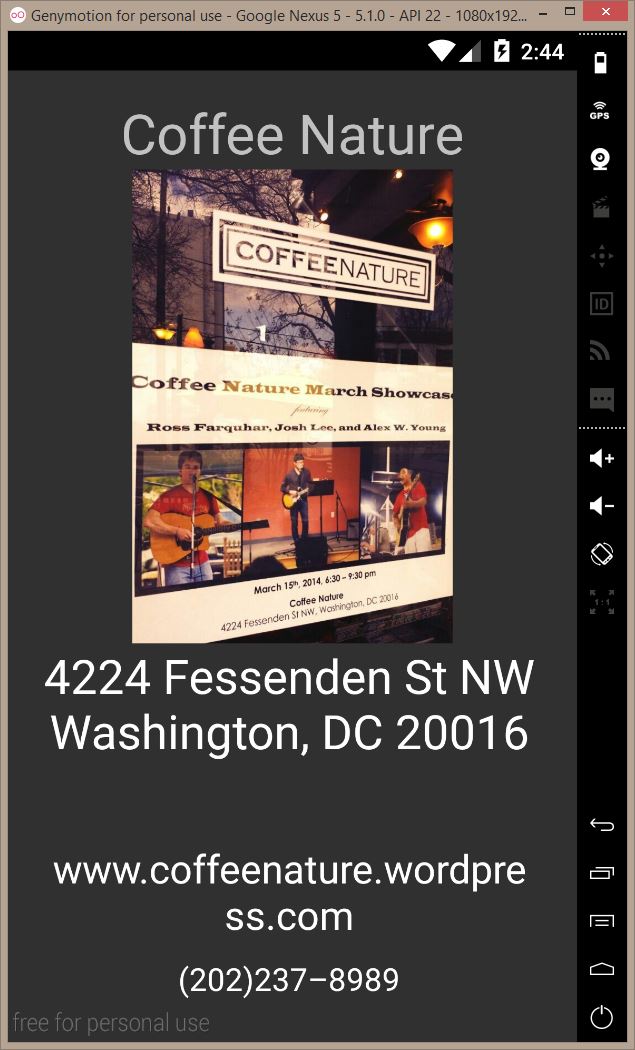 Genymotion for personal use - Google Nexus 5 - 5.1.0 - API 22 - 1080x192...
2:44
GPS
Coffee Nature
COFFEENATURE
Coffee Nature March Showcase
featuring
Ross Farquhar, Josh Lee, and Alex W. Young
March 15th, 2014, 6:30 – 9:30 pm
Coffee Nature
4224 Fessenden St NW, Washington, DC 20016
ID
1:1
4224 Fessenden St NW
Washington, DC 20016
www.coffeenature.wordpre
ss.com
(202)237–8989
free for personal use